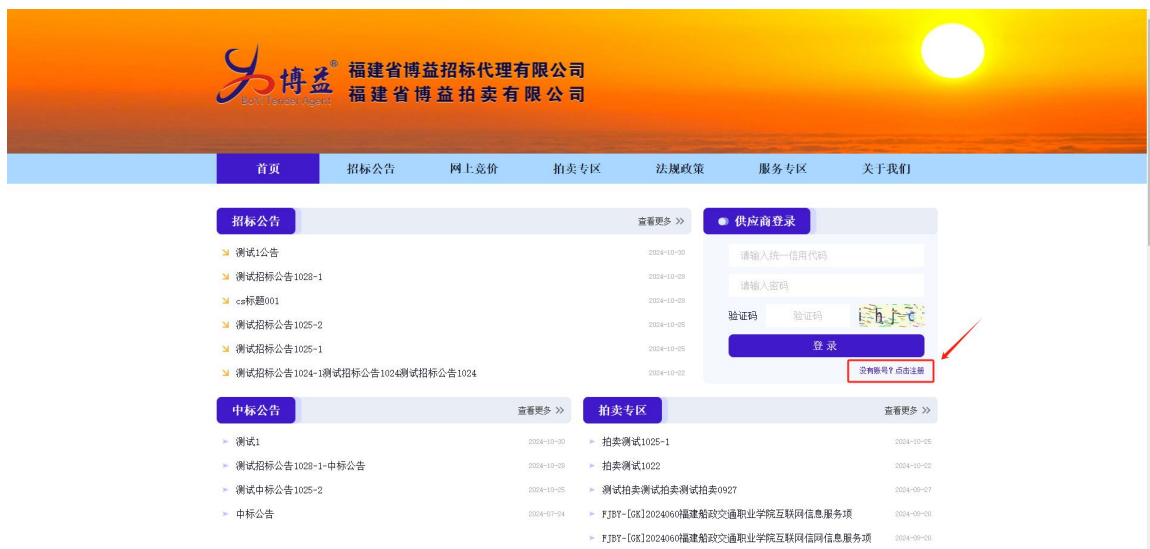 博益®
BoYi Tender Agent
福建省博益招标代理有限公司
福建省博益拍卖有限公司
首页 招标公告 网上竞价 拍卖专区 法规政策 服务专区 关于我们
招标公告 查看更多 >>
测试1公告 2024-10-30
测试招标公告1028-1 2024-10-28
cs标题001 2024-10-28
测试招标公告1025-2 2024-10-25
测试招标公告1025-1 2024-10-25
测试招标公告1024-1测试招标公告1024测试招标公告1024 2024-10-22
供应商登录
请输入统一信用代码
请输入密码
验证码 验证码
登 录
没有账号? 点击注册
中标公告 查看更多 >>
测试1 2024-10-30
测试招标公告1028-1-中标公告 2024-10-28
测试中标公告1025-2 2024-10-25
中标公告 2024-07-24
拍卖专区 查看更多 >>
拍卖测试1025-1 2024-10-25
拍卖测试1022 2024-10-22
测试拍卖测试拍卖测试拍卖0927 2024-09-27
FJBY-[GK]2024060福建船政交通职业学院互联网信息服务项 2024-09-20
FJBY-[GK]2024060福建船政交通职业学院互联网信网信息服务项 2024-09-20